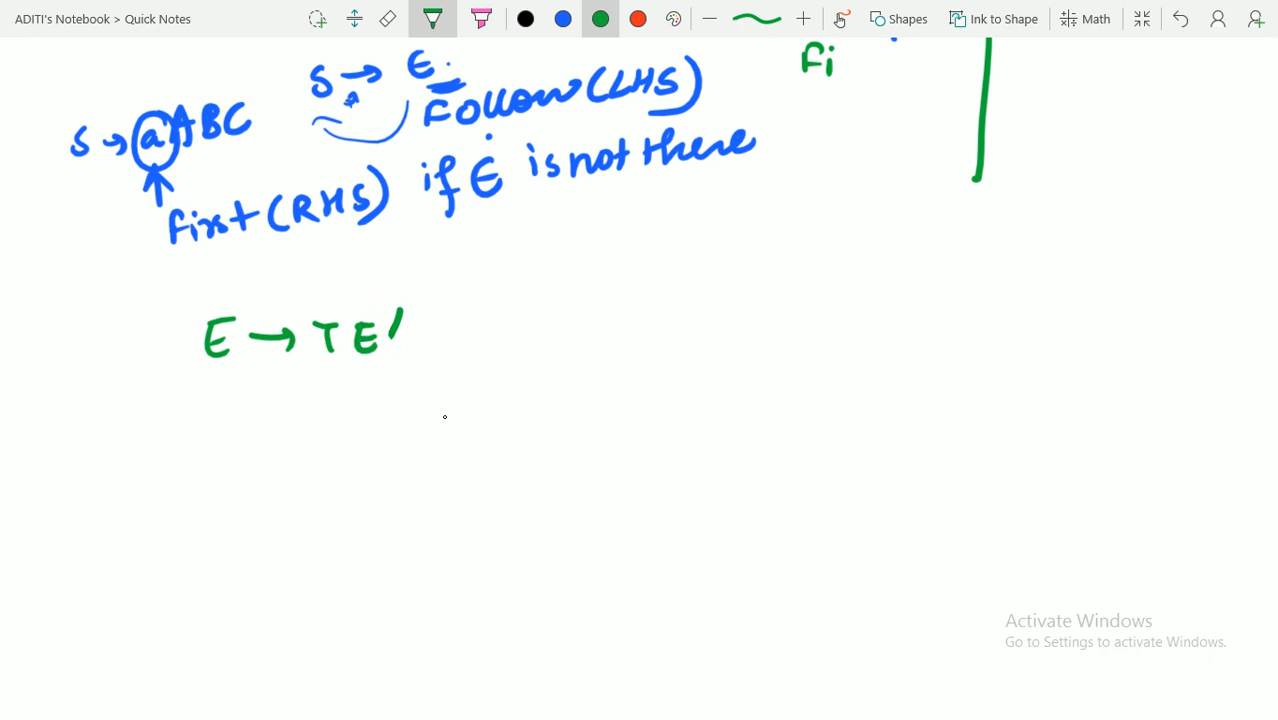 ADITI's Notebook > Quick Notes
Shapes
Ink to Shape
Math
Fi
S → ϵ.
Follow(LHS)
S → aABC
First(RHS) if ϵ is not there
E → TE'
Activate Windows
Go to Settings to activate Windows.